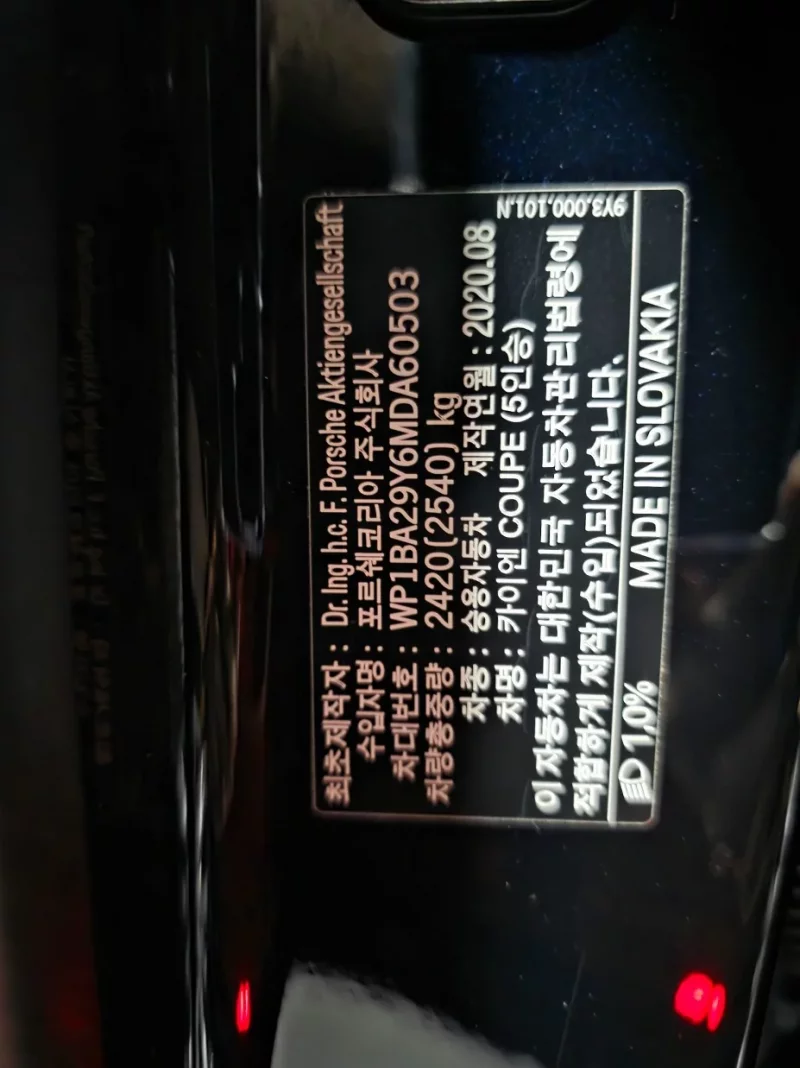 최초제작자 : Dr. Ing. h.c. F. Porsche Aktiengesellschaft
수입자명 : 포르쉐코리아 주식회사
차대번호 : WP1BA29Y6MDA60503
차량총중량 : 2420(2540) kg
차종 : 승용자동차 제작연월 : 2020.08
차명 : 카이엔 COUPE (5인승)
이 자동차는 대한민국 자동차관리법령에
적합하게 제작(수입)되었습니다.
1,0% MADE IN SLOVAKIA
9Y3.000.101.N